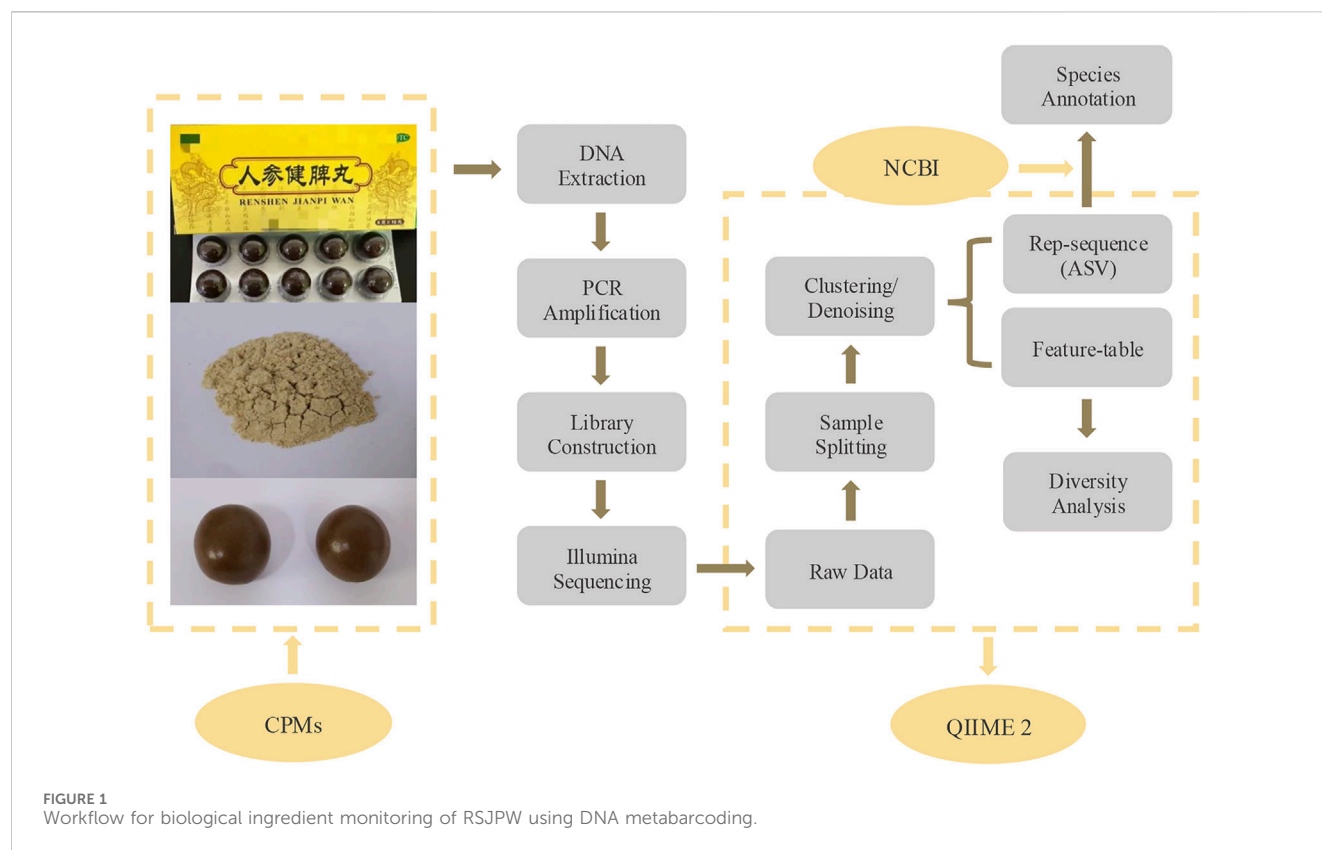 人参健脾丸
RENSHEN JIANPI WAN
CPMs
DNA
Extraction
PCR
Amplification
Library
Construction
Illumina
Sequencing
Raw Data
Sample
Splitting
Clustering/
Denoising
Rep-sequence
(ASV)
Feature-table
Diversity
Analysis
NCBI
Species
Annotation
QIIME 2
FIGURE 1
Workflow for biological ingredient monitoring of RSJPW using DNA metabarcoding.